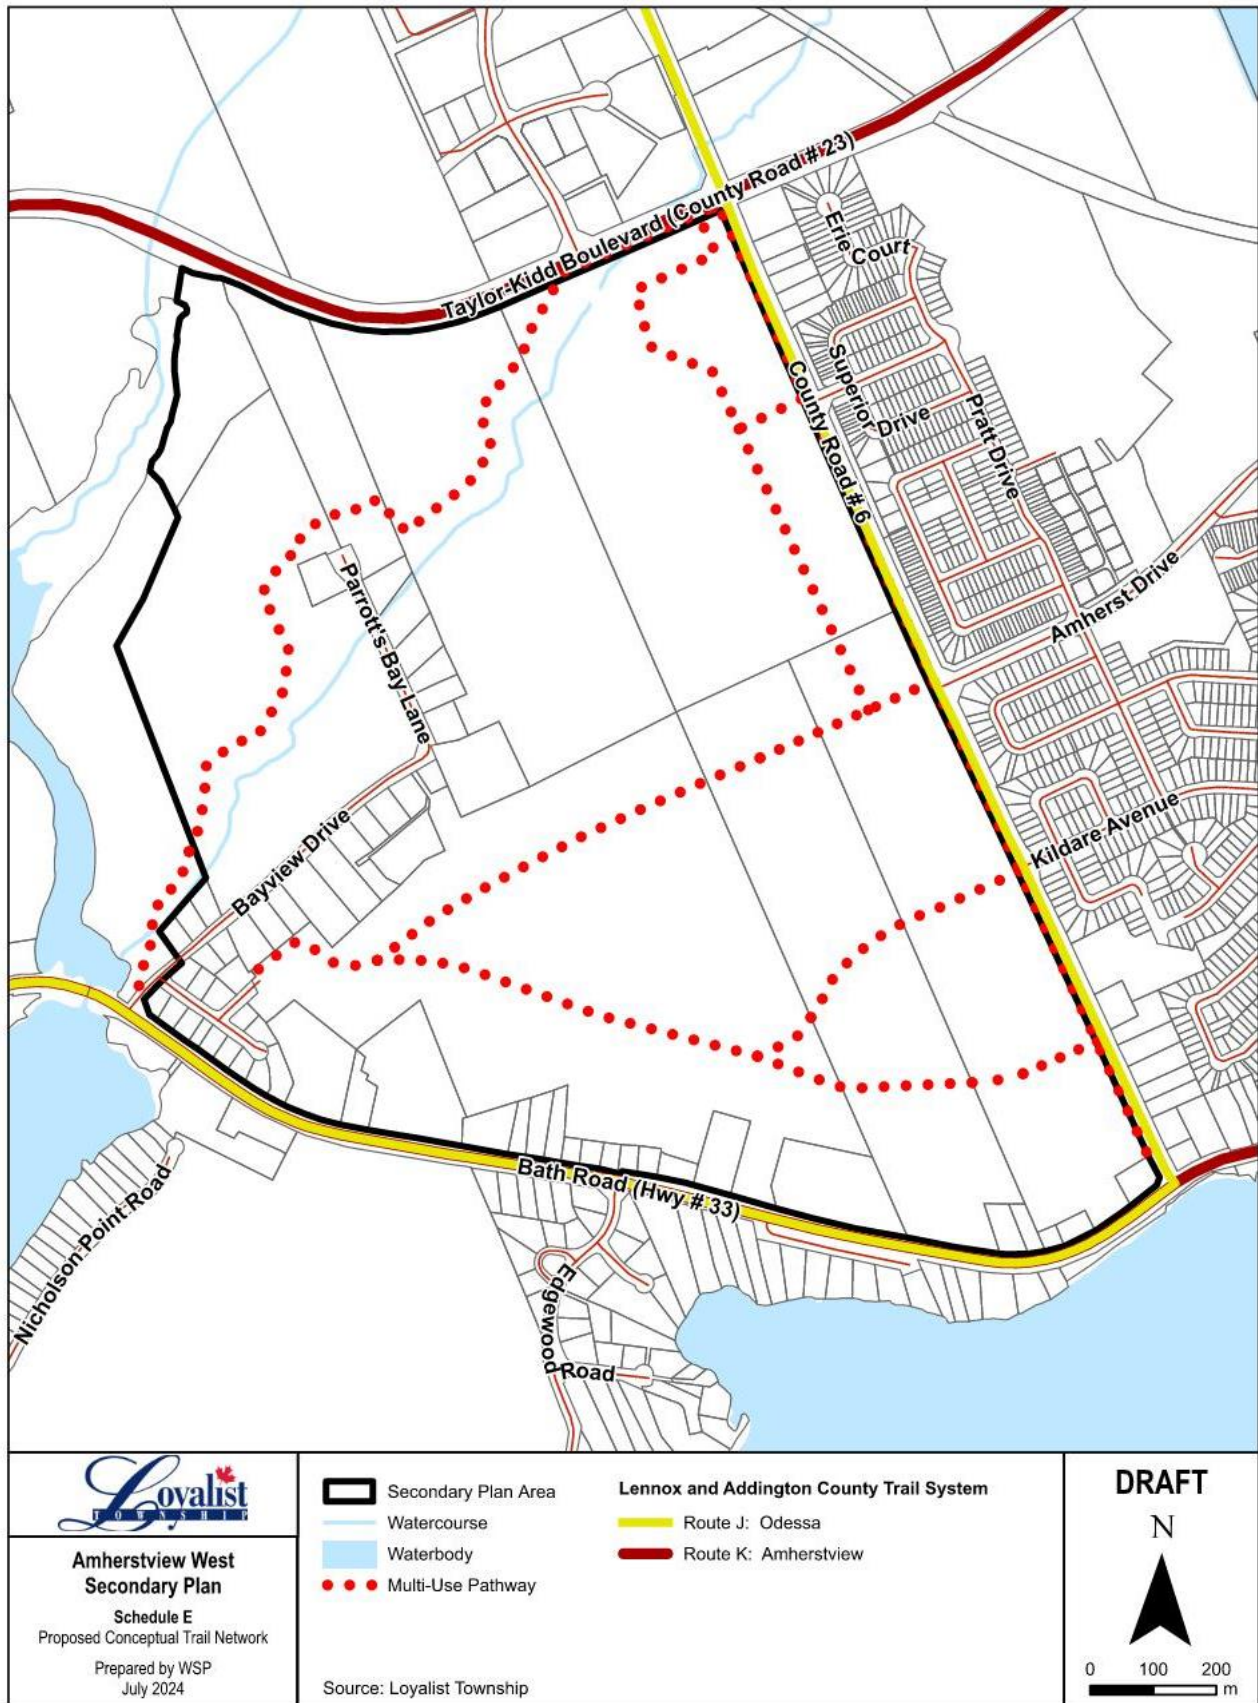 Taylor-Kidd Boulevard (County Road # 23)
Erie Court
Superior Drive
Pratt Drive
County Road # 6
Amherst Drive
Parrott's Bay Lane
Kildare Avenue
Bayview Drive
Bath Road (Hwy # 33)
Nicholson Point Road
Edgewood Road
Loyalist
TOWNSHIP
Amherstview West
Secondary Plan
Schedule E
Proposed Conceptual Trail Network
Prepared by WSP
July 2024
Secondary Plan Area
Watercourse
Waterbody
Multi-Use Pathway
Lennox and Addington County Trail System
Route J: Odessa
Route K: Amherstview
Source: Loyalist Township
DRAFT
N
0 100 200
m